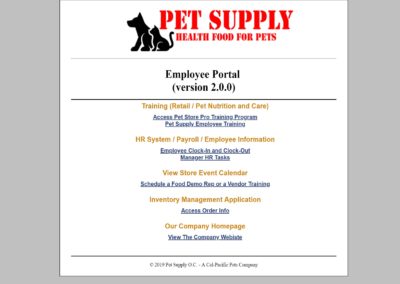 PET SUPPLY
HEALTH FOOD FOR PETS
Employee Portal
(version 2.0.0)
Training (Retail / Pet Nutrition and Care)
Access Pet Store Pro Training Program
Pet Supply Employee Training
HR System / Payroll / Employee Information
Employee Clock-In and Clock-Out
Manager HR Tasks
View Store Event Calendar
Schedule a Food Demo Rep or a Vendor Training
Inventory Management Application
Access Order Info
Our Company Homepage
View The Company Webiste
© 2019 Pet Supply O.C. - A Cal-Pacific Pets Company